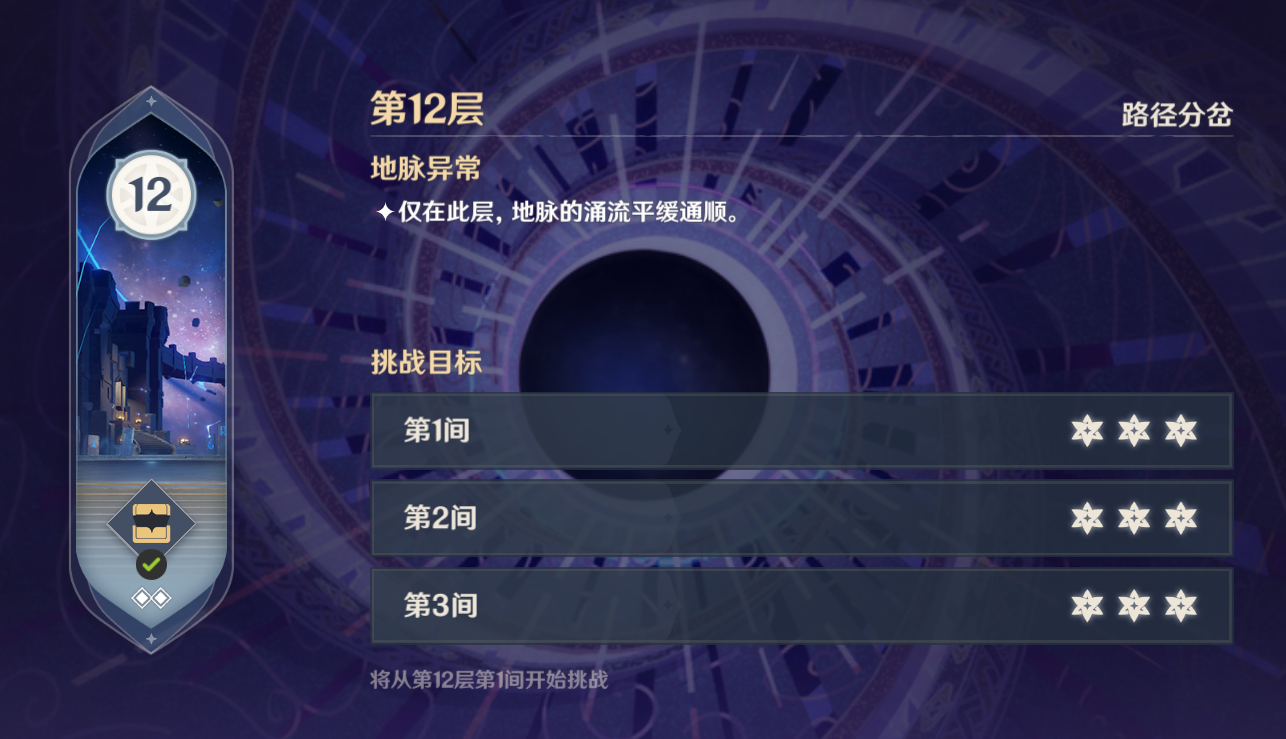 12
第12层
路径分岔
地脉异常
✦仅在此层，地脉的涌流平缓通顺。
挑战目标
第1间
第2间
第3间
将从第12层第1间开始挑战